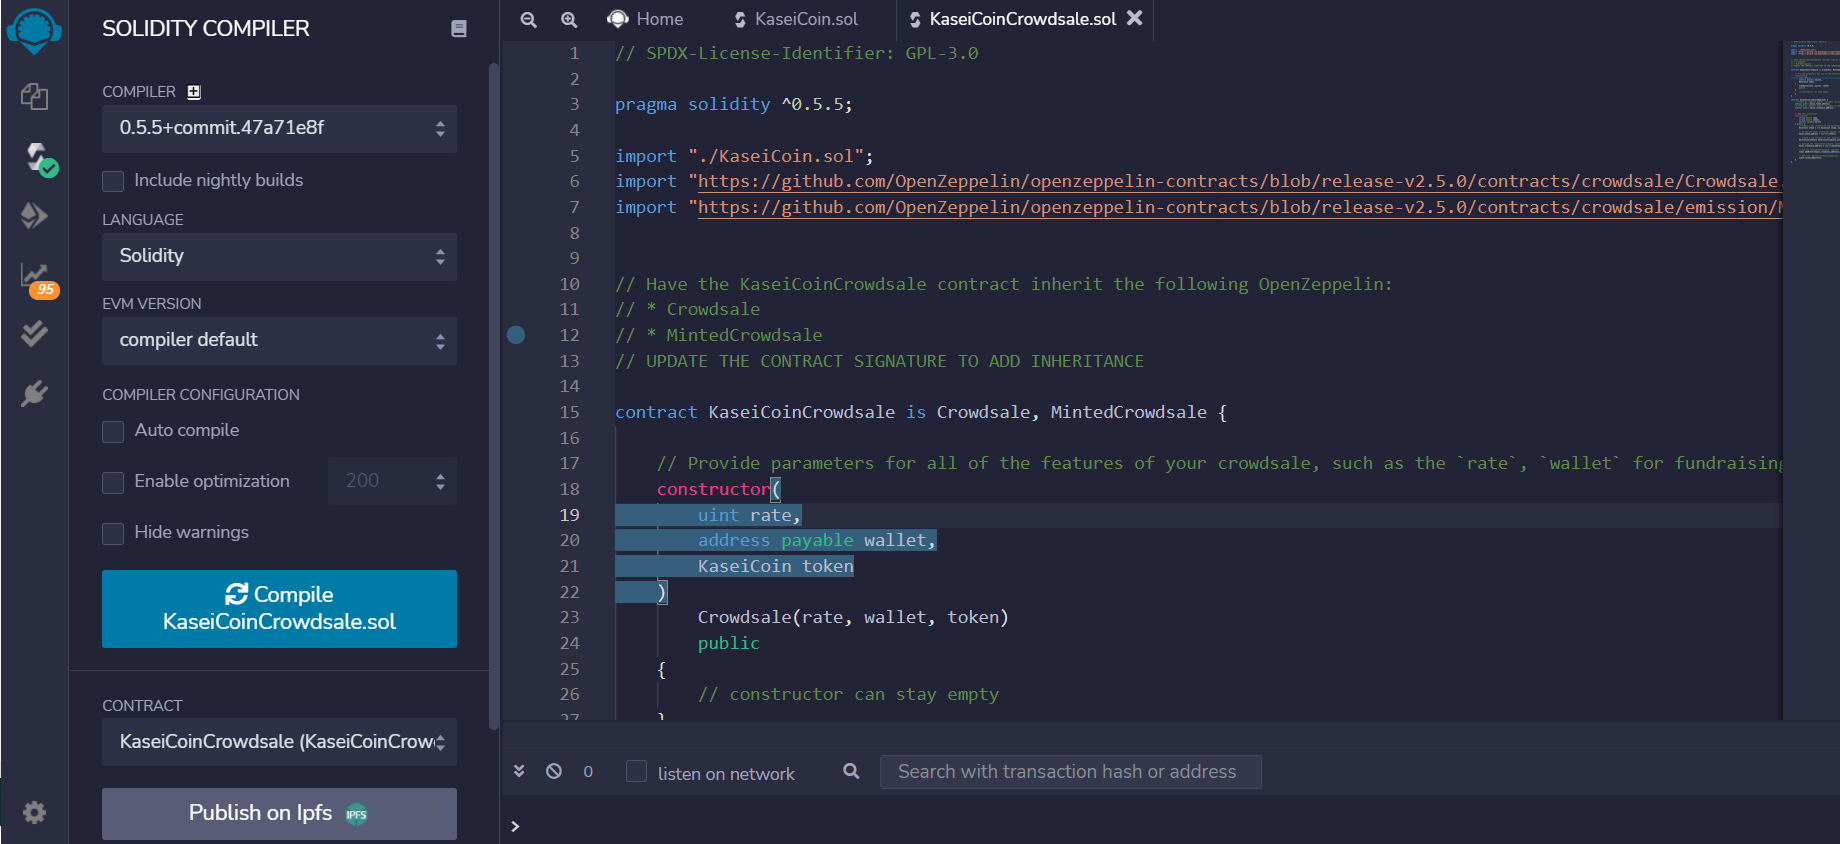 SOLIDITY COMPILER
COMPILER
0.5.5+commit.47a71e8f
Include nightly builds
LANGUAGE
Solidity
EVM VERSION
compiler default
COMPILER CONFIGURATION
Auto compile
Enable optimization 200
Hide warnings
Compile
KaseiCoinCrowdsale.sol
CONTRACT
KaseiCoinCrowdsale (KaseiCoinCrow
Publish on Ipfs IPFS
95
Home KaseiCoin.sol KaseiCoinCrowdsale.sol
1 // SPDX-License-Identifier: GPL-3.0
2
3 pragma solidity ^0.5.5;
4
5 import "./KaseiCoin.sol";
6 import "https://github.com/OpenZeppelin/openzeppelin-contracts/blob/release-v2.5.0/contracts/crowdsale/Crowdsale.
7 import "https://github.com/OpenZeppelin/openzeppelin-contracts/blob/release-v2.5.0/contracts/crowdsale/emission/
8
9
10 // Have the KaseiCoinCrowdsale contract inherit the following OpenZeppelin:
11 // * Crowdsale
12 // * MintedCrowdsale
13 // UPDATE THE CONTRACT SIGNATURE TO ADD INHERITANCE
14
15 contract KaseiCoinCrowdsale is Crowdsale, MintedCrowdsale {
16
17 // Provide parameters for all of the features of your crowdsale, such as the `rate`, `wallet` for fundraising
18 constructor(
19 uint rate,
20 address payable wallet,
21 KaseiCoin token
22 )
23 Crowdsale(rate, wallet, token)
24 public
25 {
26 // constructor can stay empty
27 }
0 listen on network Search with transaction hash or address
>